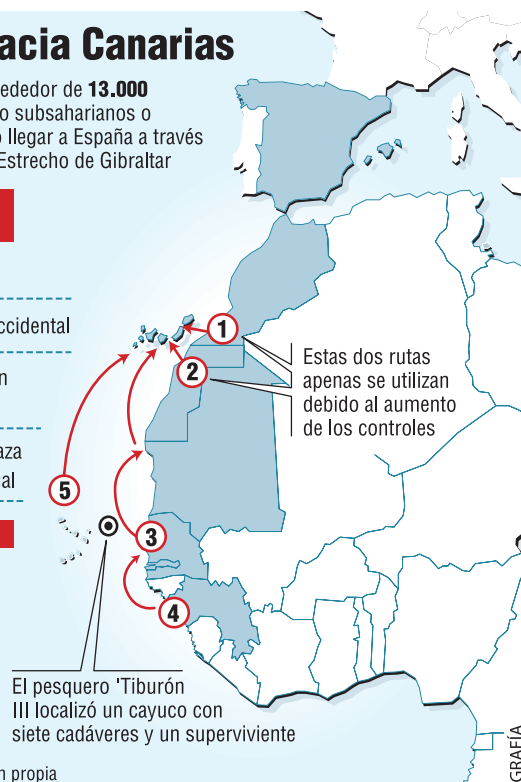 acia Canarias
rededor de 13.000
o subsaharianos o
o llegar a España a través
Estrecho de Gibraltar
ccidental
n
aza
al
1
2
Estas dos rutas
apenas se utilizan
debido al aumento
de los controles
5
3
4
El pesquero 'Tiburón
III localizó un cayuco con
siete cadáveres y un superviviente
n propia
GRAFÍA